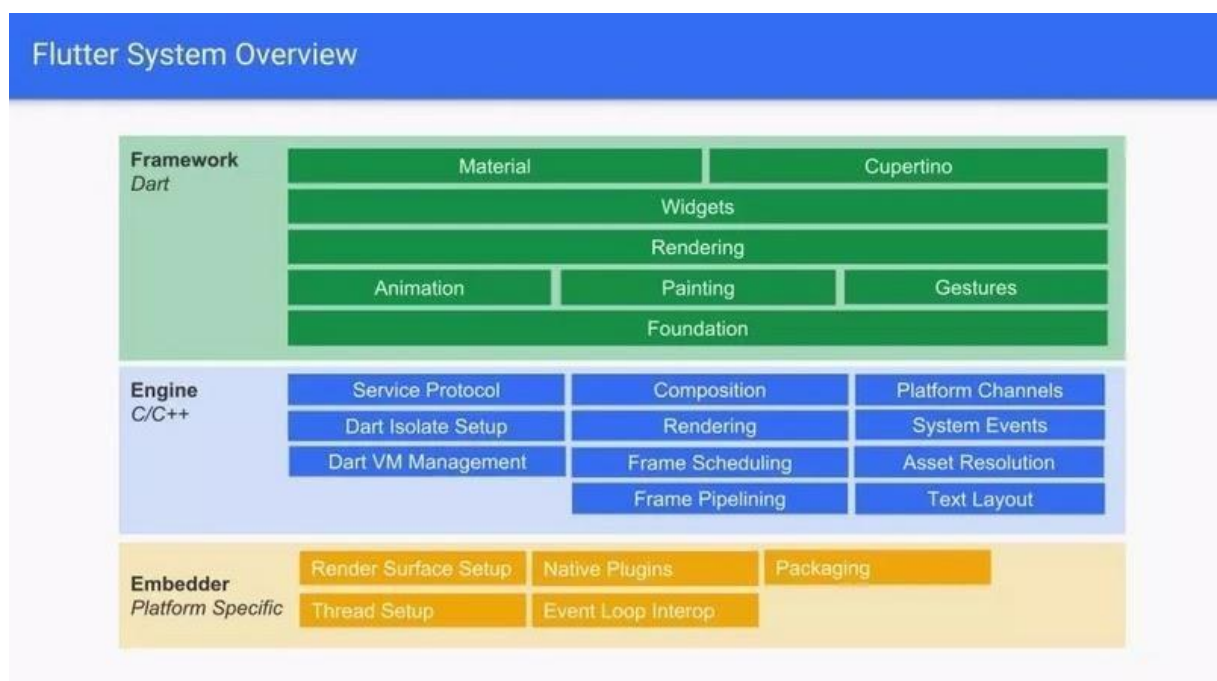 Flutter System Overview
Framework
Dart
Material
Cupertino
Widgets
Rendering
Animation
Painting
Gestures
Foundation
Engine
C/C++
Service Protocol
Composition
Platform Channels
Dart Isolate Setup
Rendering
System Events
Dart VM Management
Frame Scheduling
Asset Resolution
Frame Pipelining
Text Layout
Embedder
Platform Specific
Render Surface Setup
Native Plugins
Packaging
Thread Setup
Event Loop Interop